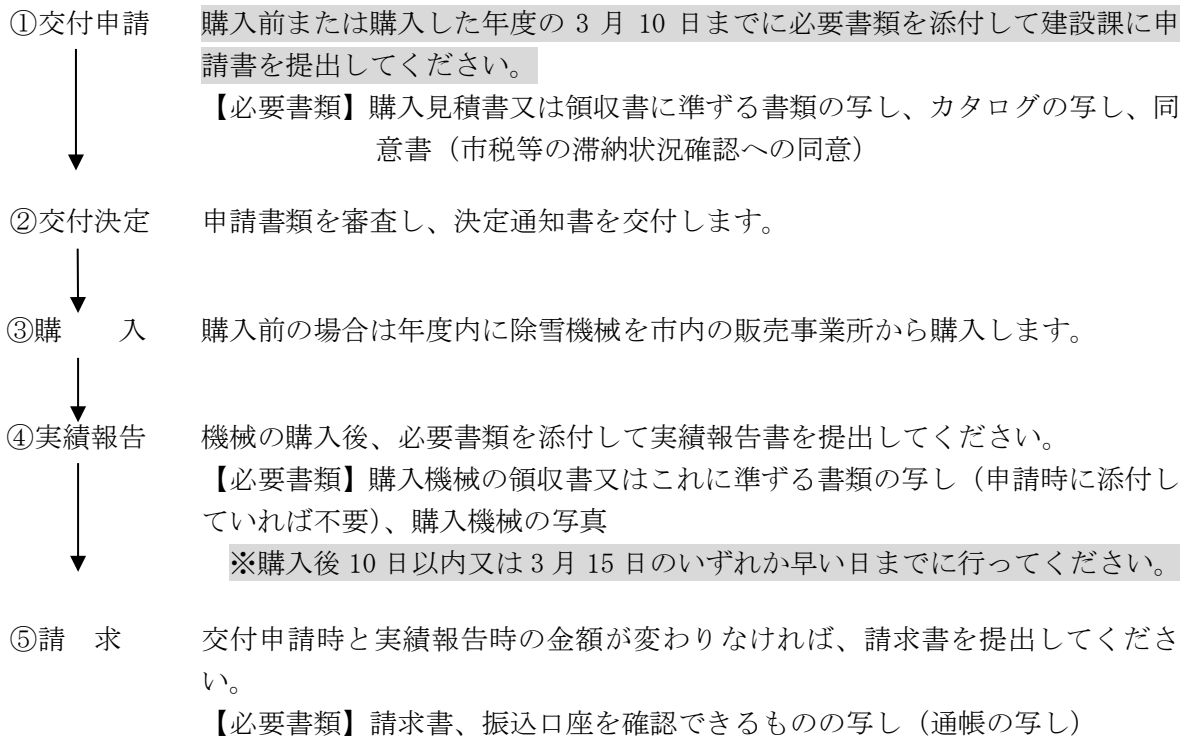 ①交付申請　購入前または購入した年度の 3 月 10 日までに必要書類を添付して建設課に申
請書を提出してください。
【必要書類】購入見積書又は領収書に準ずる書類の写し、カタログの写し、同
意書（市税等の滞納状況確認への同意）
②交付決定　申請書類を審査し、決定通知書を交付します。
③購　入　購入前の場合は年度内に除雪機械を市内の販売事業所から購入します。
④実績報告　機械の購入後、必要書類を添付して実績報告書を提出してください。
【必要書類】購入機械の領収書又はこれに準ずる書類の写し（申請時に添付し
ていれば不要）、購入機械の写真
※購入後 10 日以内又は 3 月 15 日のいずれか早い日までに行ってください。
⑤請　求　交付申請時と実績報告時の金額が変わりなければ、請求書を提出してくださ
い。
【必要書類】請求書、振込口座を確認できるものの写し（通帳の写し）